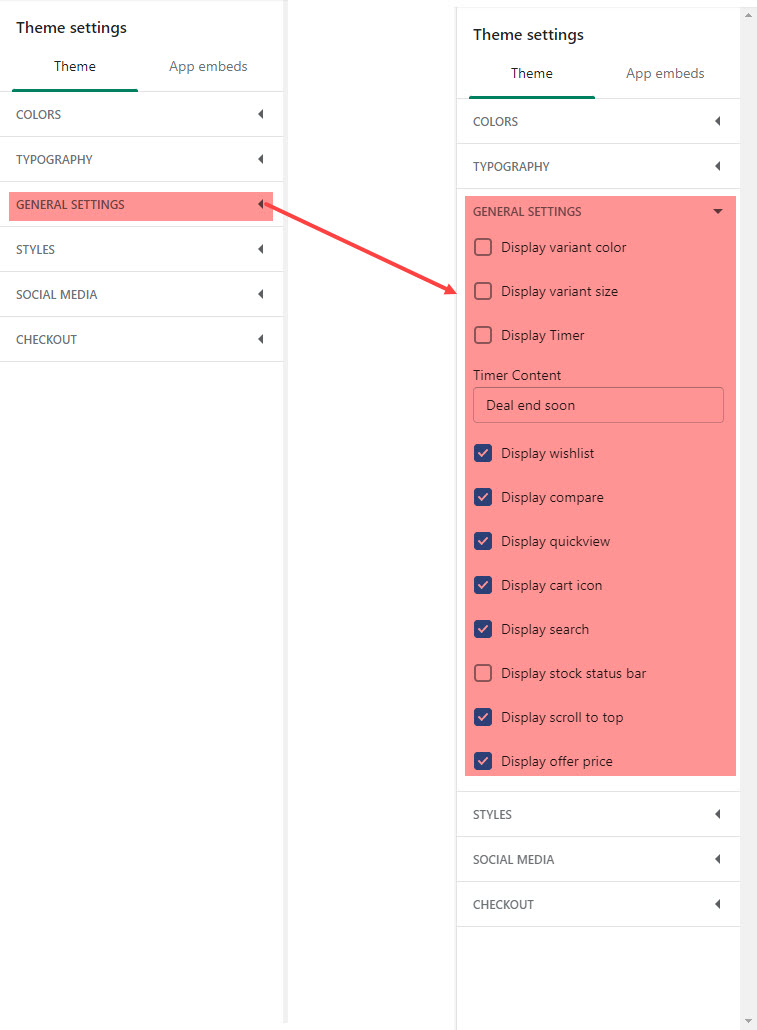 Theme settings
Theme App embeds
COLORS
TYPOGRAPHY
GENERAL SETTINGS
STYLES
SOCIAL MEDIA
CHECKOUT
Theme settings
Theme App embeds
COLORS
TYPOGRAPHY
GENERAL SETTINGS
Display variant color
Display variant size
Display Timer
Timer Content
Deal end soon
Display wishlist
Display compare
Display quickview
Display cart icon
Display search
Display stock status bar
Display scroll to top
Display offer price
STYLES
SOCIAL MEDIA
CHECKOUT